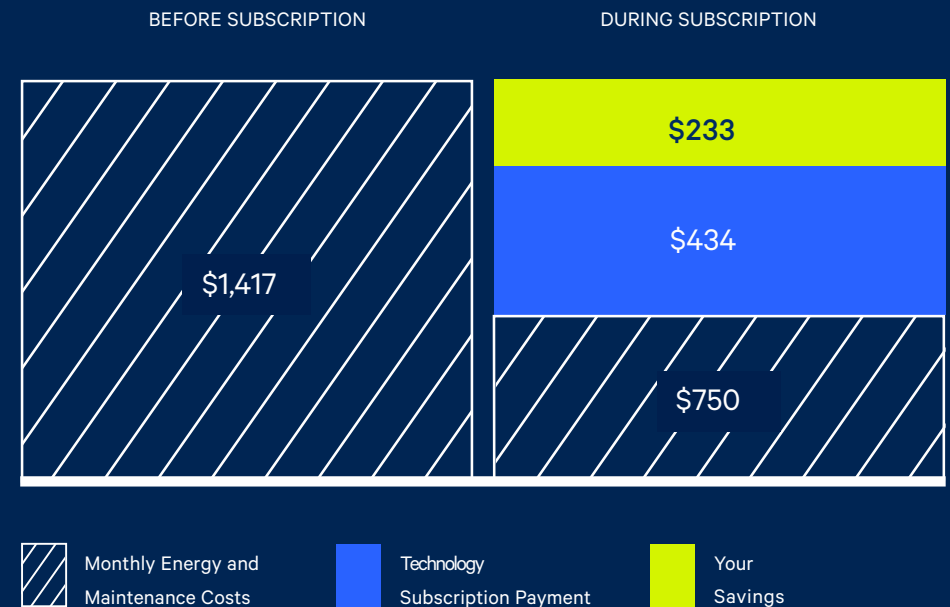 BEFORE SUBSCRIPTION
DURING SUBSCRIPTION
$233
$434
$1,417
$750
Monthly Energy and
Maintenance Costs
Technology
Subscription Payment
Your
Savings